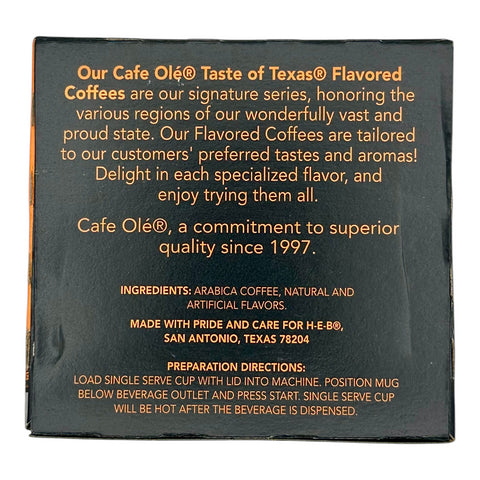 Our Cafe Olé® Taste of Texas® Flavored
Coffees are our signature series, honoring the
various regions of our wonderfully vast and
proud state. Our Flavored Coffees are tailored
to our customers' preferred tastes and aromas!
Delight in each specialized flavor, and
enjoy trying them all.
Cafe Olé®, a commitment to superior
quality since 1997.
INGREDIENTS: ARABICA COFFEE, NATURAL AND
ARTIFICIAL FLAVORS.
MADE WITH PRIDE AND CARE FOR H-E-B®,
SAN ANTONIO, TEXAS 78204
PREPARATION DIRECTIONS:
LOAD SINGLE SERVE CUP WITH LID INTO MACHINE. POSITION MUG
BELOW BEVERAGE OUTLET AND PRESS START. SINGLE SERVE CUP
WILL BE HOT AFTER THE BEVERAGE IS DISPENSED.